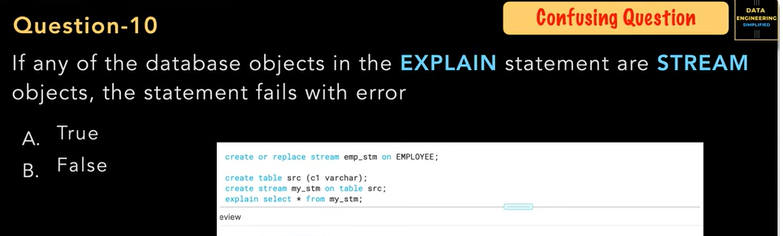 Question-10
Confusing Question
DATA
ENGINEERING
SIMPLIFIED
If any of the database objects in the EXPLAIN statement are STREAM
objects, the statement fails with error
A. True
B. False
create or replace stream emp_stm on EMPLOYEE;
create table src (c1 varchar);
create stream my_stm on table src;
explain select * from my_stm;
eview